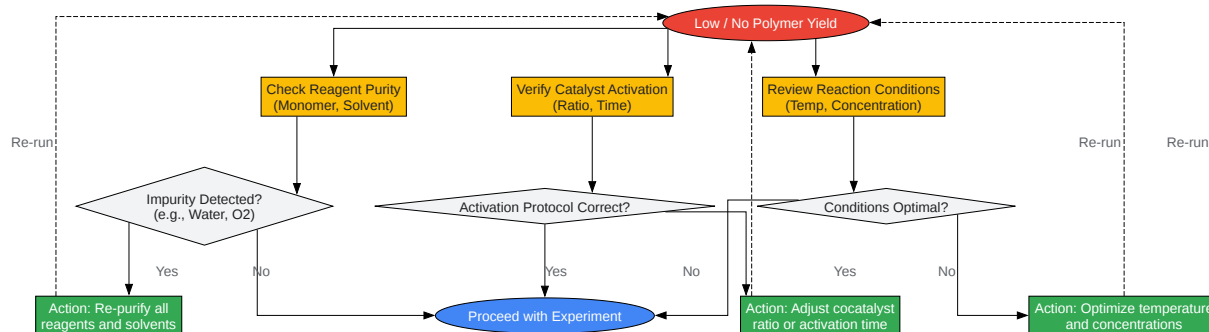 Low / No Polymer Yield
Check Reagent Purity
(Monomer, Solvent)
Verify Catalyst Activation
(Ratio, Time)
Review Reaction Conditions
(Temp, Concentration)
Re-run
Re-run
Re-run
Impurity Detected?
(e.g., Water, O2)
Activation Protocol Correct?
Conditions Optimal?
Yes
No
Yes
No
Yes
No
Action: Re-purify all
reagents and solvents
Proceed with Experiment
Action: Adjust cocatalyst
ratio or activation time
Action: Optimize temperature
and concentrations